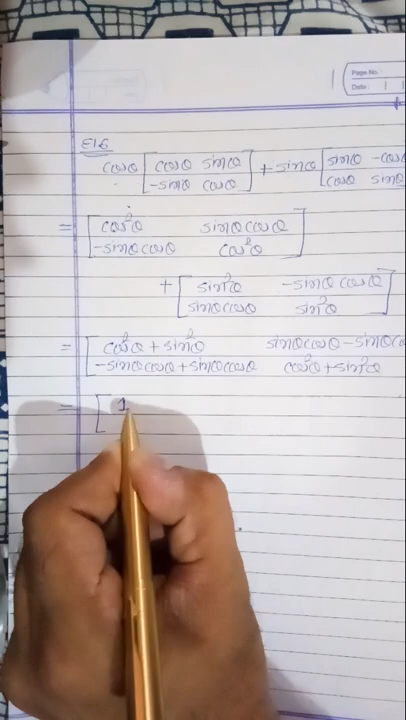 Page No.:
Date:
E16
cosθ [cosθ sinθ] + sinθ [sinθ -cosθ
[-sinθ cosθ] [cosθ sinθ
= [cos²θ sinθcosθ]
[-sinθcosθ cos²θ]
+ [sin²θ -sinθcosθ]
[sinθcosθ sin²θ]
= [cos²θ + sin²θ sinθcosθ - sinθcos
[-sinθcosθ + sinθcosθ cos²θ + sin²θ
= [ 1